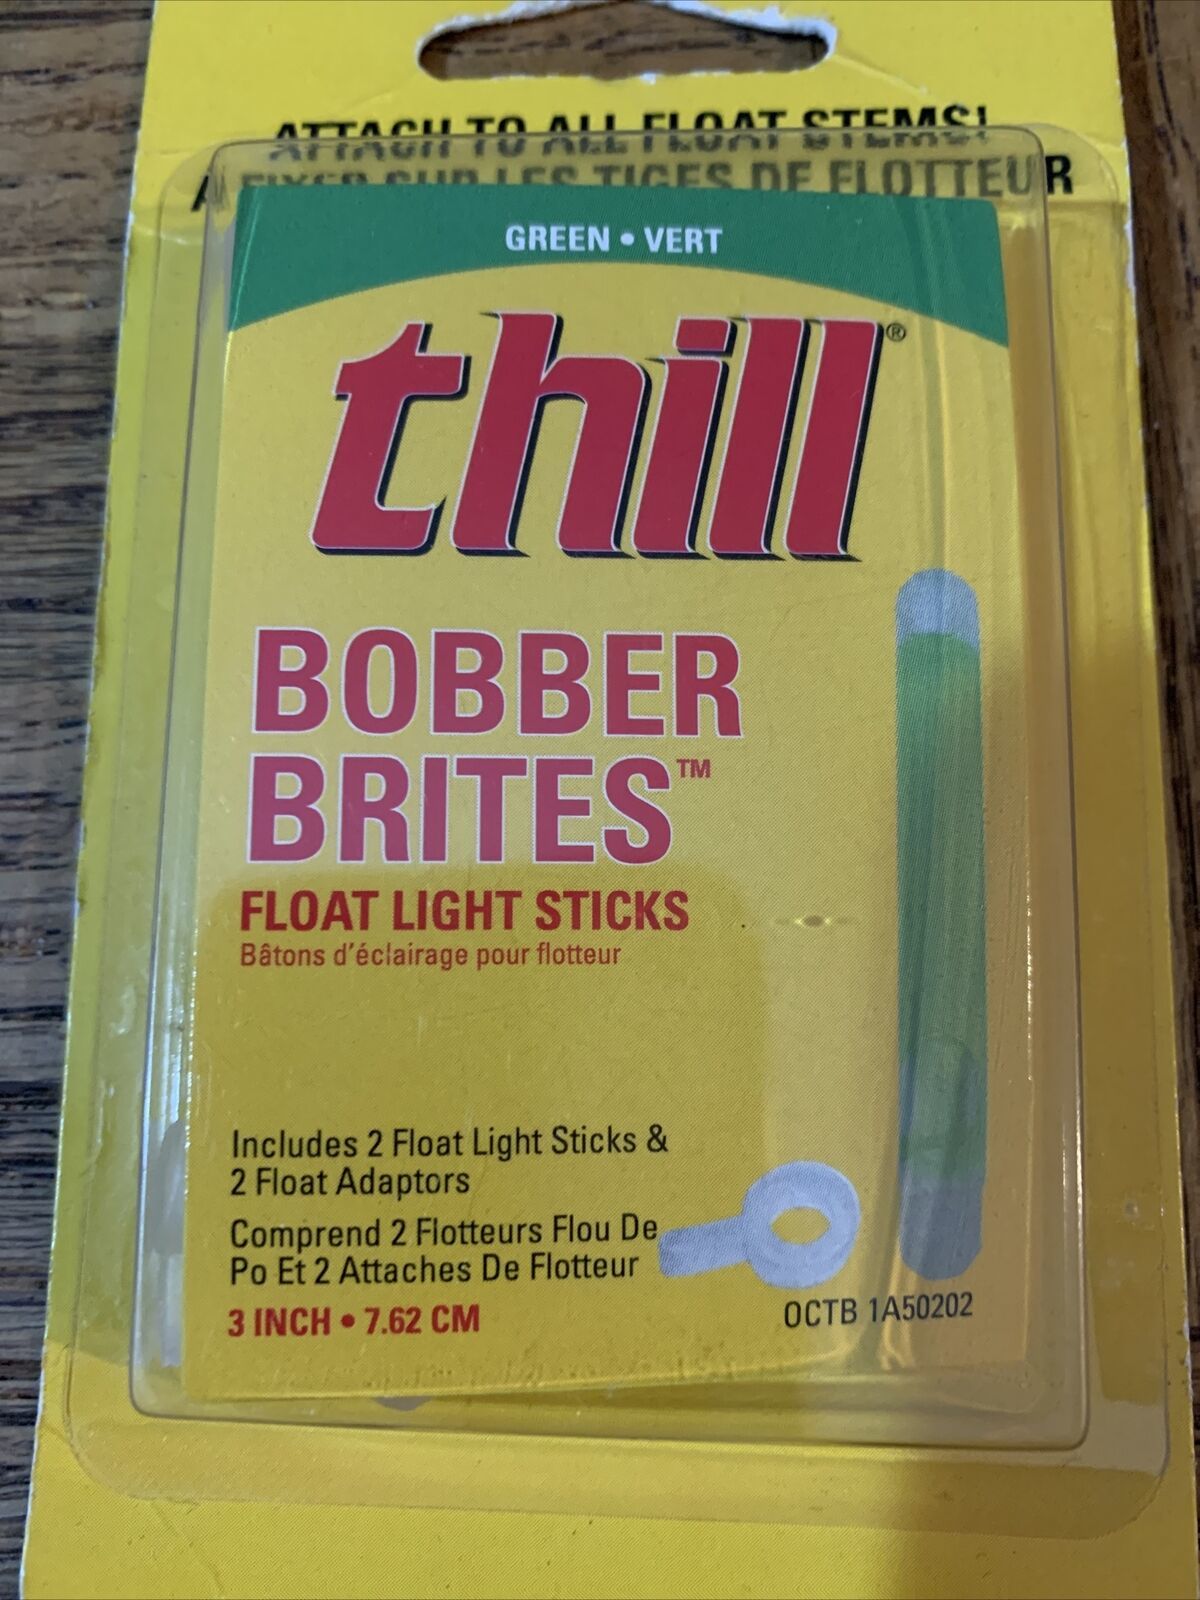 ATTACH TO ALL FLOAT STEMS!
SUR LES TIGES DE FLOTTEUR
GREEN • VERT
thill®
BOBBER
BRITES™
FLOAT LIGHT STICKS
Bâtons d'éclairage pour flotteur
Includes 2 Float Light Sticks &
2 Float Adaptors
Comprend 2 Flotteurs Flou De
Po Et 2 Attaches De Flotteur
3 INCH • 7.62 CM
OCTB 1A50202